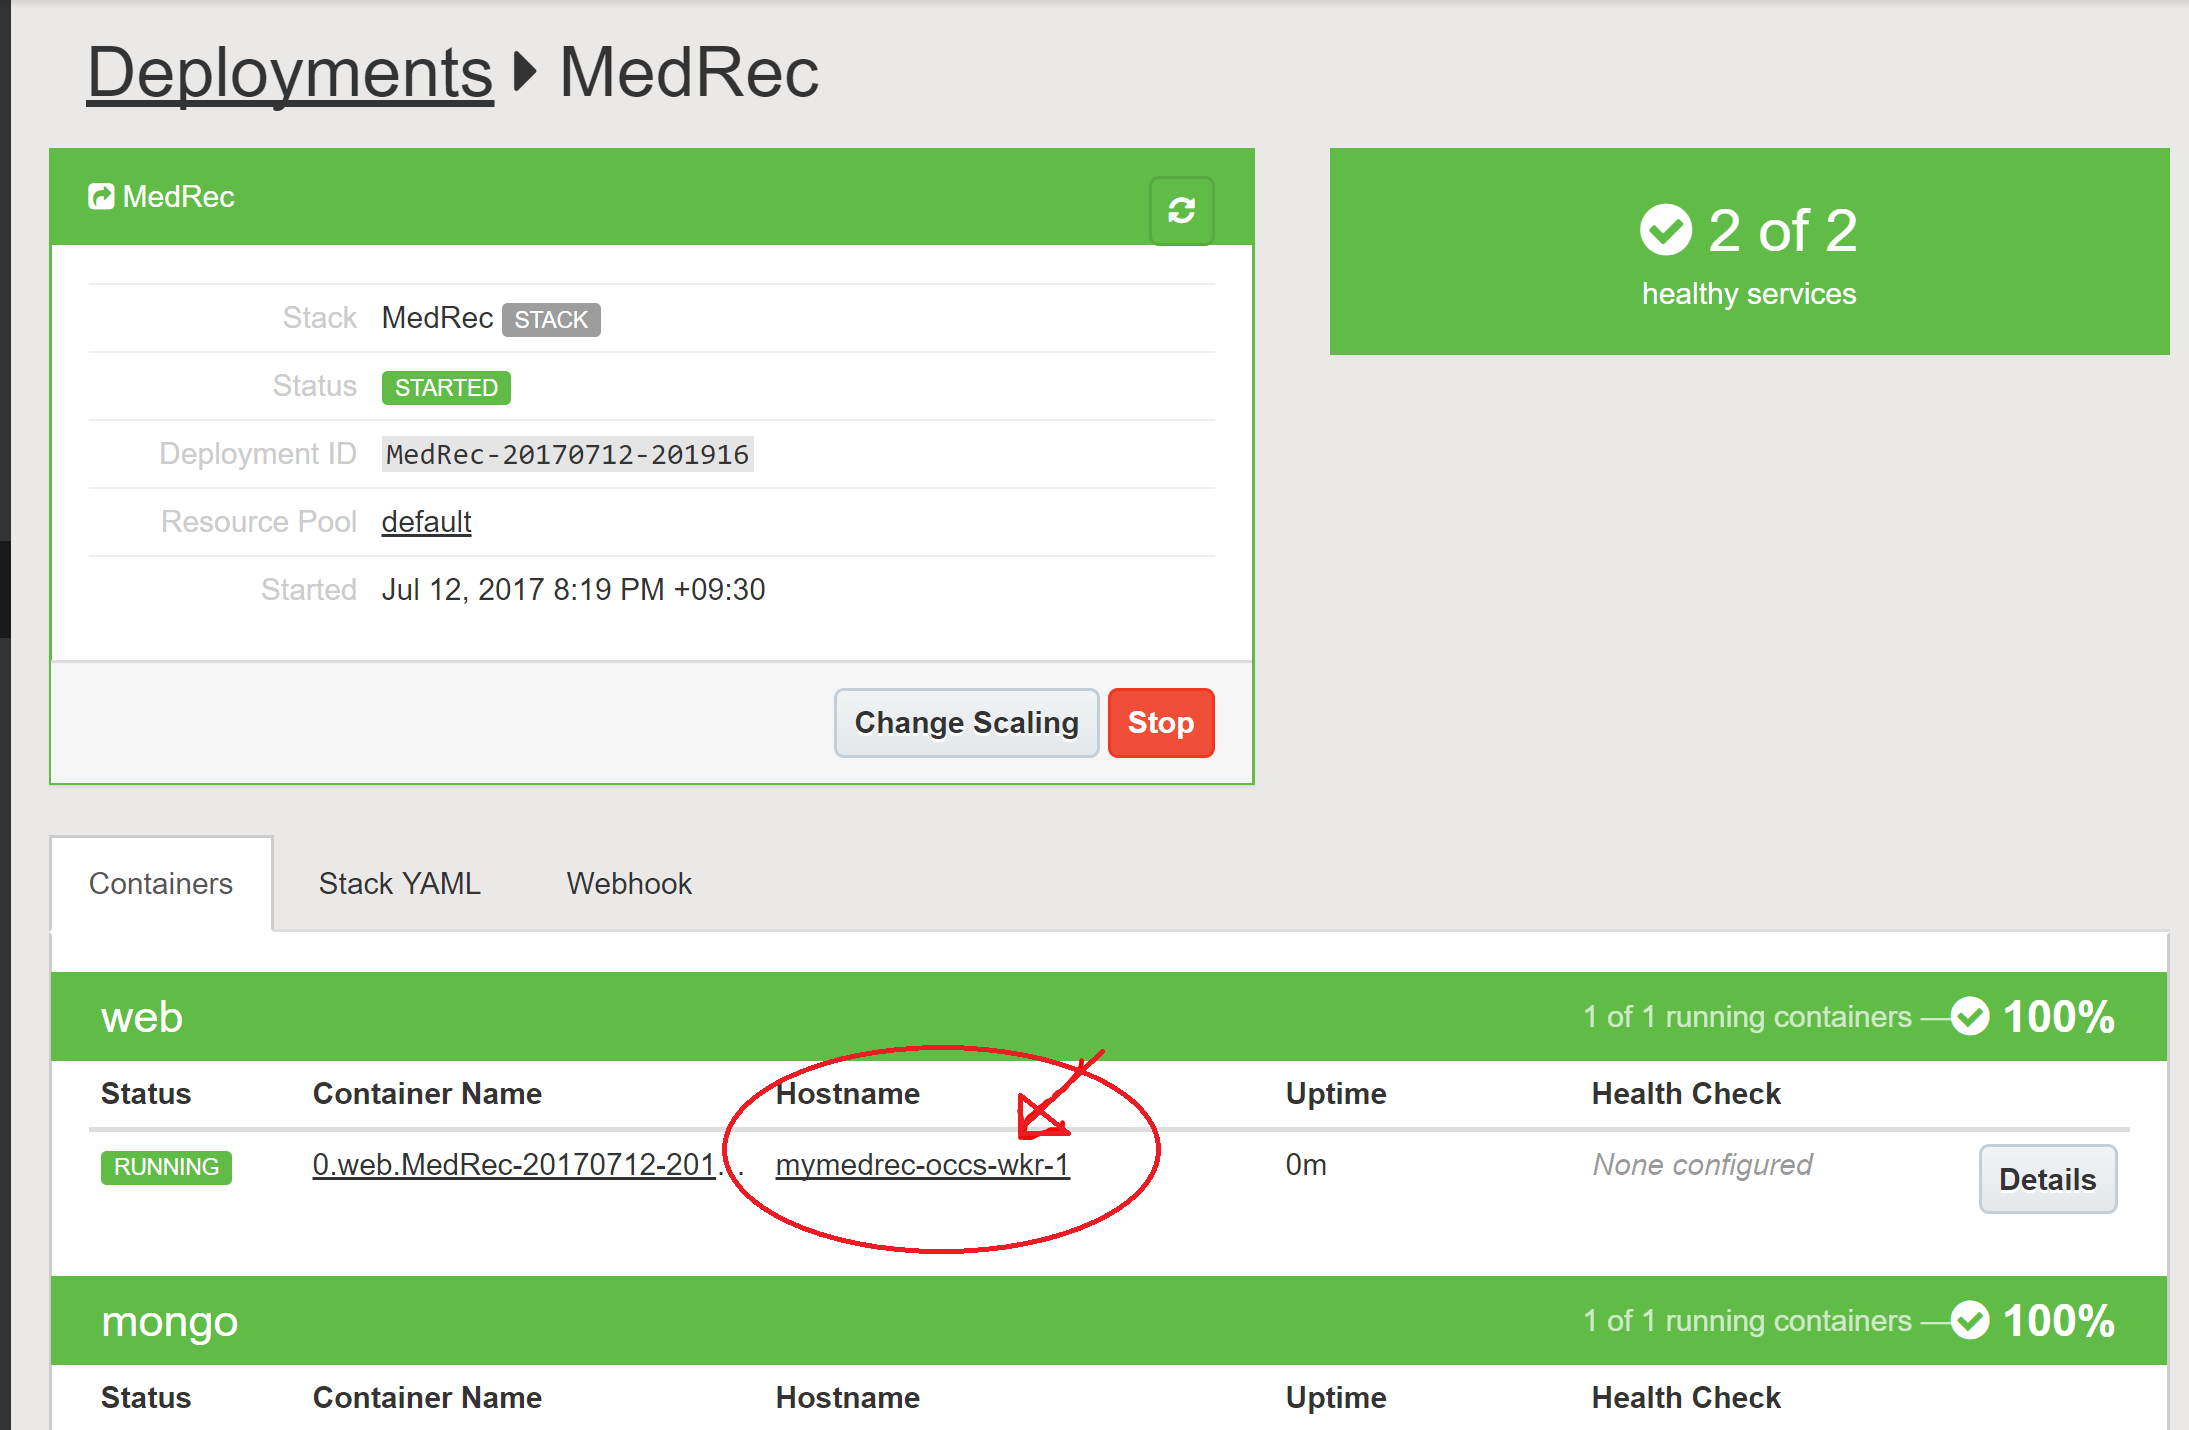 Deployments MedRec
MedRec
2 of 2
healthy services
Stack MedRec STACK
Status STARTED
Deployment ID MedRec-20170712-201916
Resource Pool default
Started Jul 12, 2017 8:19 PM +09:30
Change Scaling Stop
Containers Stack YAML Webhook
web 1 of 1 running containers — 100%
Status Container Name Hostname Uptime Health Check
RUNNING 0.web.MedRec-20170712-201... mymedrec-occs-wkr-1 0m None configured Details
mongo 1 of 1 running containers — 100%
Status Container Name Hostname Uptime Health Check